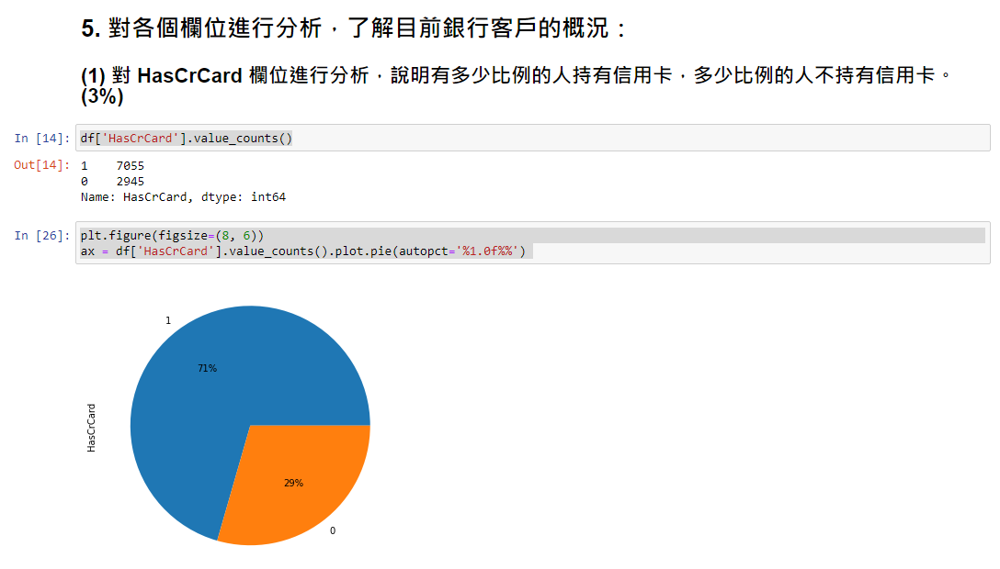 5. 對各個欄位進行分析，了解目前銀行客戶的概況：
(1) 對 HasCrCard 欄位進行分析，說明有多少比例的人持有信用卡，多少比例的人不持有信用卡。
(3%)
In [14]: df['HasCrCard'].value_counts()
Out[14]: 1    7055
0    2945
Name: HasCrCard, dtype: int64
In [26]: plt.figure(figsize=(8, 6))
ax = df['HasCrCard'].value_counts().plot.pie(autopct='%1.0f%%')
1
71%
HasCrCard
29%
0